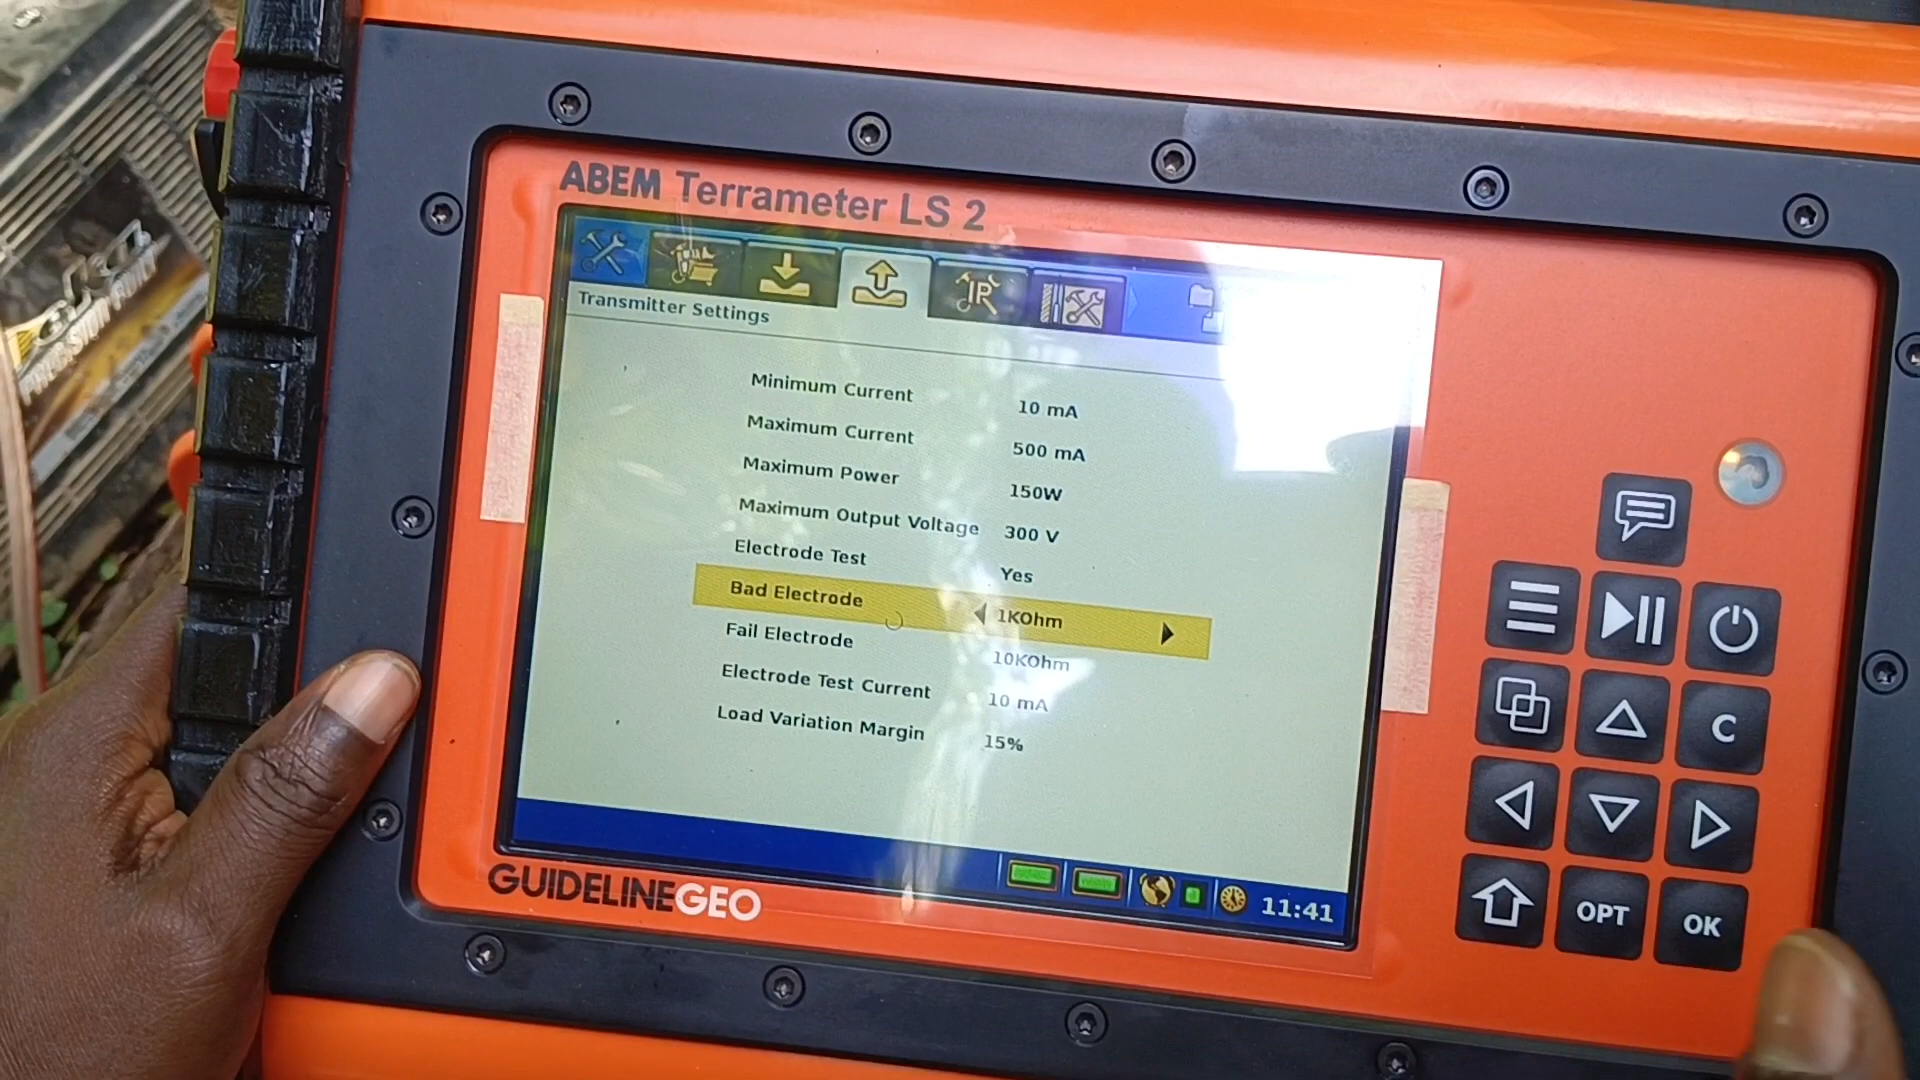 ABEM Terrameter LS 2
IP
Transmitter Settings
Minimum Current 10 mA
Maximum Current 500 mA
Maximum Power 150W
Maximum Output Voltage 300 V
Electrode Test Yes
Bad Electrode 1KOhm
Fail Electrode 10KOhm
Electrode Test Current 10 mA
Load Variation Margin 15%
11:41
GUIDELINEGEO
C
OPT
OK